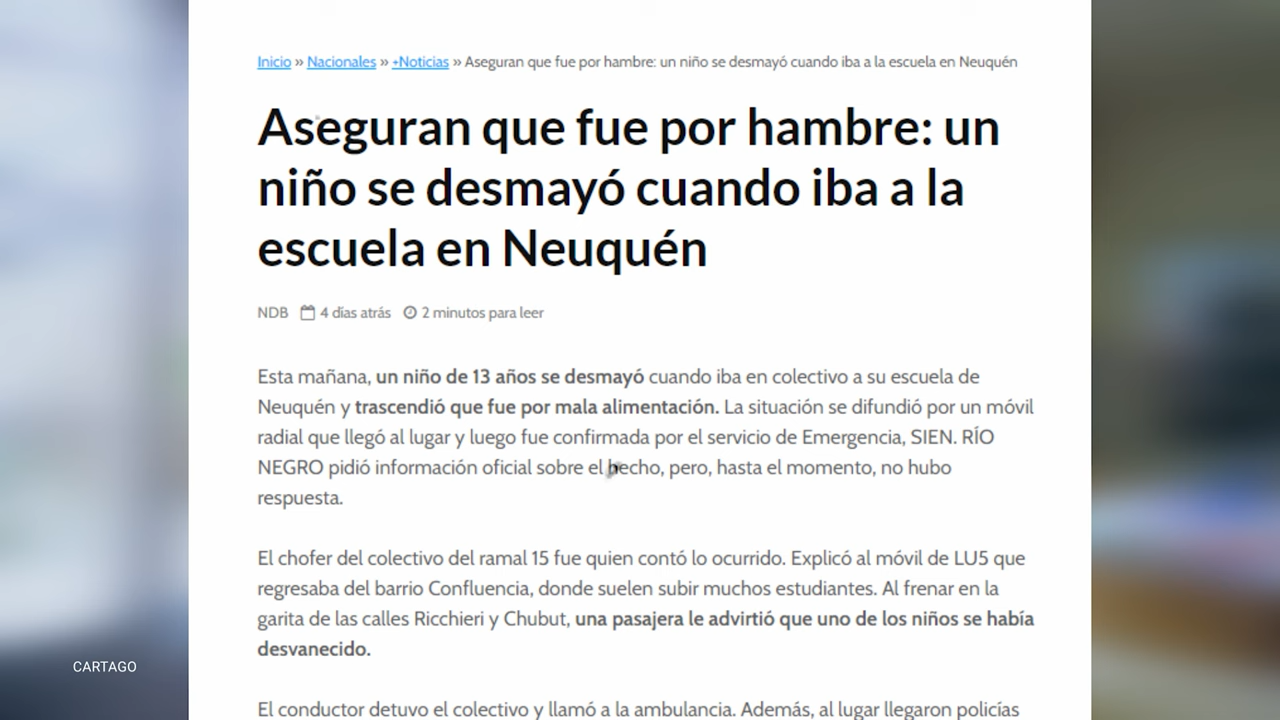 Inicio » Nacionales » +Noticias » Aseguran que fue por hambre: un niño se desmayó cuando iba a la escuela en Neuquén
Aseguran que fue por hambre: un
niño se desmayó cuando iba a la
escuela en Neuquén
NDB 4 días atrás 2 minutos para leer
Esta mañana, un niño de 13 años se desmayó cuando iba en colectivo a su escuela de
Neuquén y trascendió que fue por mala alimentación. La situación se difundió por un móvil
radial que llegó al lugar y luego fue confirmada por el servicio de Emergencia, SIEN. RÍO
NEGRO pidió información oficial sobre el hecho, pero, hasta el momento, no hubo
respuesta.
El chofer del colectivo del ramal 15 fue quien contó lo ocurrido. Explicó al móvil de LU5 que
regresaba del barrio Confluencia, donde suelen subir muchos estudiantes. Al frenar en la
garita de las calles Ricchieri y Chubut, una pasajera le advirtió que uno de los niños se había
desvanecido.
El conductor detuvo el colectivo y llamó a la ambulancia. Además, al lugar llegaron policías
CARTAGO